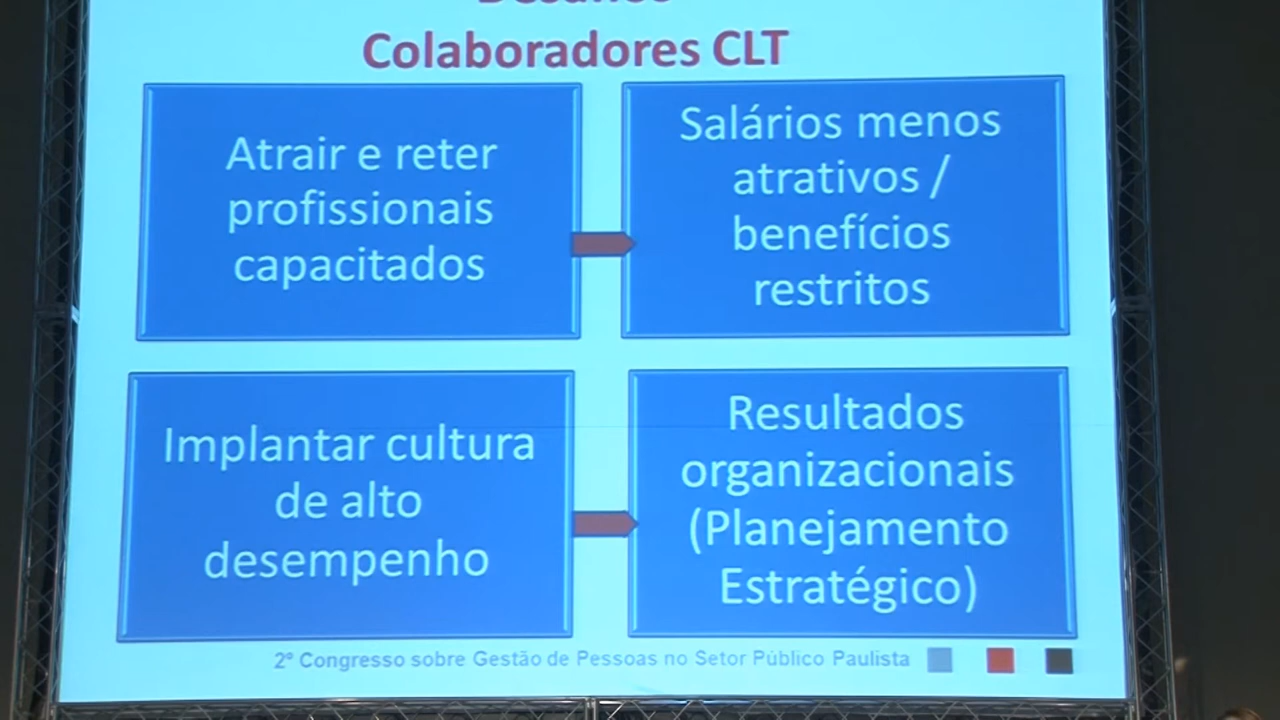 Colaboradores CLT
Atrair e reter
profissionais
capacitados
Salários menos
atrativos /
benefícios
restritos
Implantar cultura
de alto
desempenho
Resultados
organizacionais
(Planejamento
Estratégico)
2º Congresso sobre Gestão de Pessoas no Setor Público Paulista